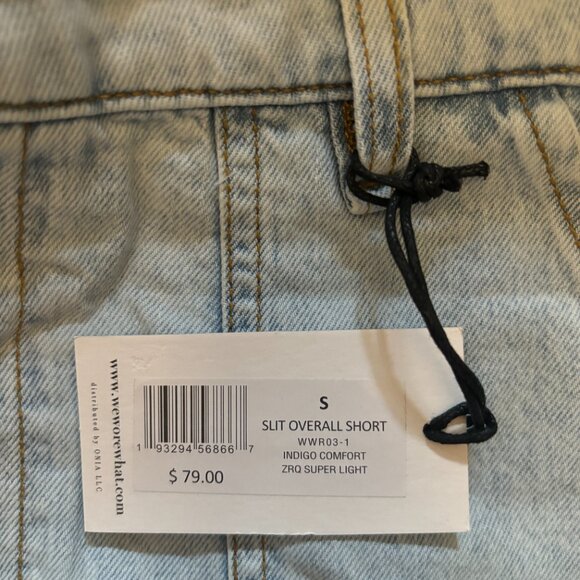 www.weworewhat.com
distributed by ONIA LLC
S
SLIT OVERALL SHORT
WWR03-1
INDIGO COMFORT
ZRQ SUPER LIGHT
1 93294 56866 7
$ 79.00